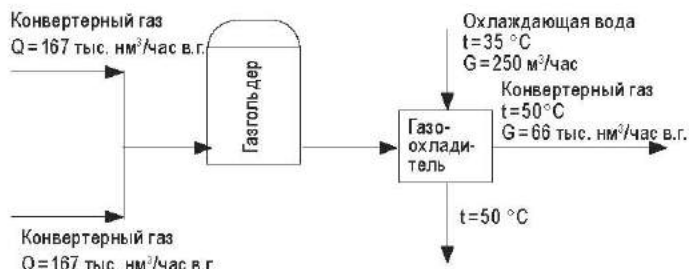 Конвертерный газ
Q=167 тыс. нм³/час в.г.
Газгольдер
Охлаждающая вода
t=35 °C
G=250 м³/час
Газо-
охлади-
тель
Конвертерный газ
t=50°C
G=66 тыс. нм³/час в.г.
t=50 °C
Конвертерный газ
Q=167 тыс. нм³/час в.г.